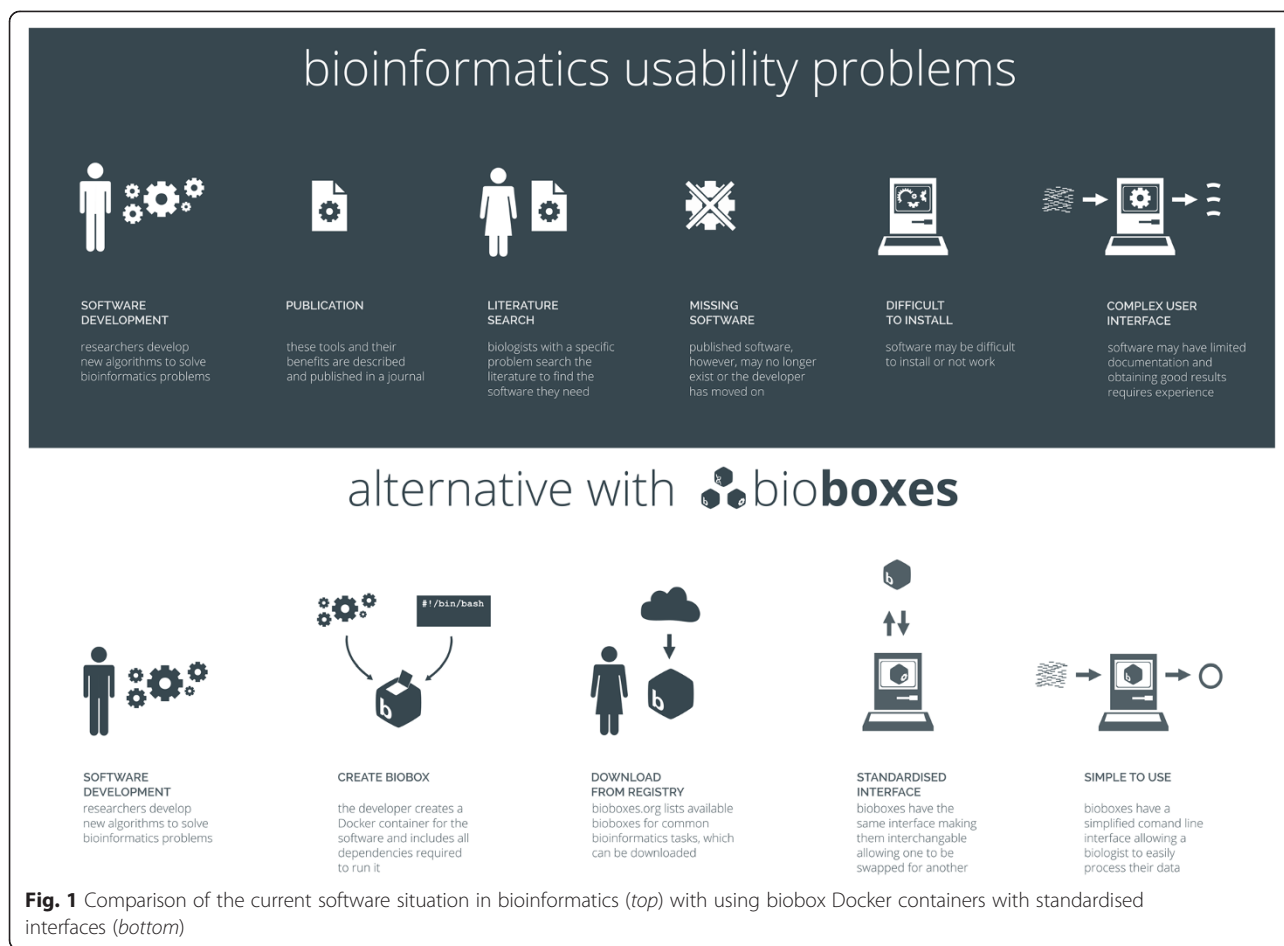 bioinformatics usability problems
SOFTWARE
DEVELOPMENT
researchers develop
new algorithms to solve
bioinformatics problems
PUBLICATION
these tools and their
benefits are described
and published in a journal
LITERATURE
SEARCH
biologists with a specific
problem search the
literature to find the
software they need
MISSING
SOFTWARE
published software,
however, may no longer
exist or the developer
has moved on
DIFFICULT
TO INSTALL
software may be difficult
to install or not work
COMPLEX USER
INTERFACE
software may have limited
documentation and
obtaining good results
requires experience
alternative with bioboxes
#!/bin/bash
b
b
b
SOFTWARE
DEVELOPMENT
researchers develop
new algorithms to solve
bioinformatics problems
CREATE BIOBOX
the developer creates a
Docker container for the
software and includes all
dependencies required
to run it
DOWNLOAD
FROM REGISTRY
bioboxes.org lists available
bioboxes for common
bioinformatics tasks, which
can be downloaded
STANDARDISED
INTERFACE
bioboxes have the
same interface making
them interchangable
allowing one to be
swapped for another
SIMPLE TO USE
bioboxes have a
simplified comand line
interface allowing a
biologist to easily
process their data
Fig. 1 Comparison of the current software situation in bioinformatics (top) with using biobox Docker containers with standardised
interfaces (bottom)